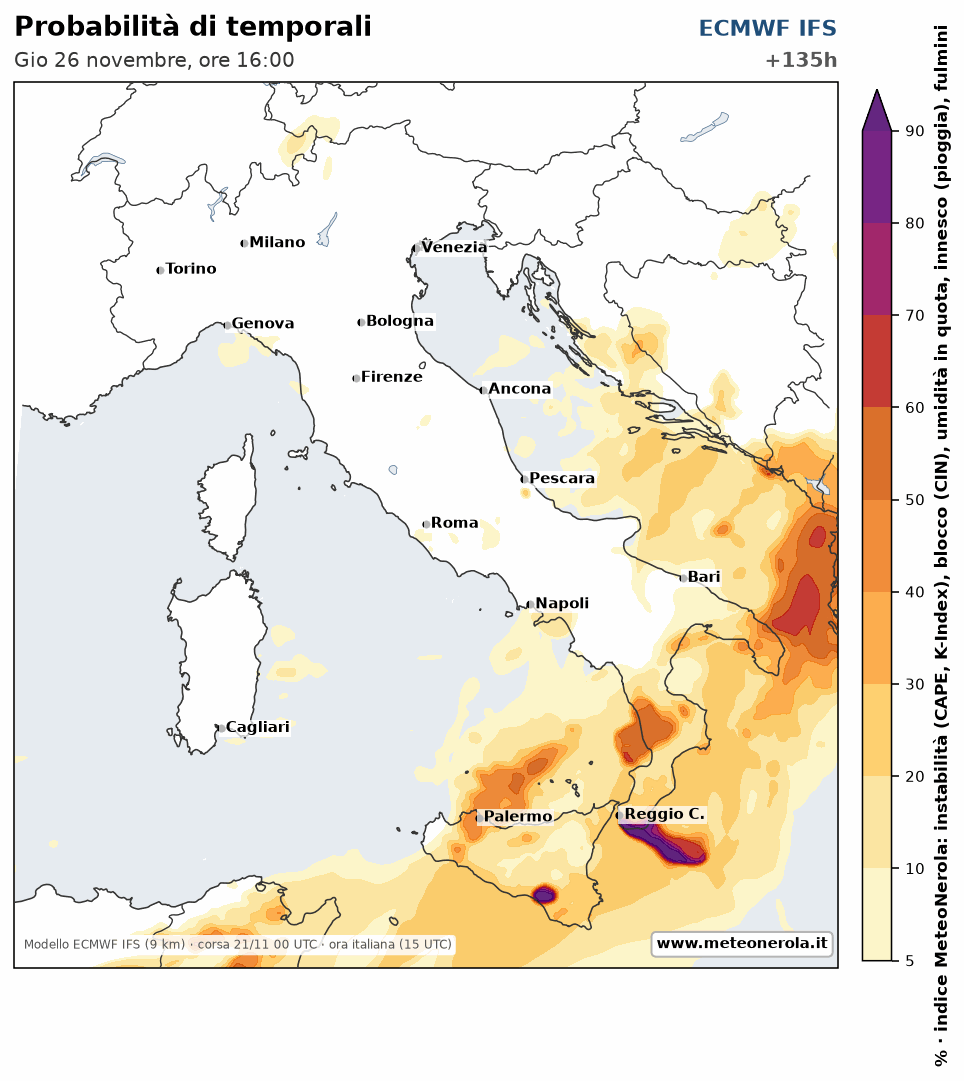 Probabilità di temporali
ECMWF IFS
Gio 26 novembre, ore 16:00
+135h
Milano
Venezia
Torino
Genova
Bologna
Firenze
Ancona
Pescara
Roma
Bari
Napoli
Cagliari
Palermo
Reggio C.
Modello ECMWF IFS (9 km) · corsa 21/11 00 UTC · ora italiana (15 UTC)
www.meteonerola.it
90
80
70
60
50
40
30
20
10
5
% · indice MeteoNerola: instabilità (CAPE, K-Index), blocco (CIN), umidità in quota, innesco (pioggia), fulmini